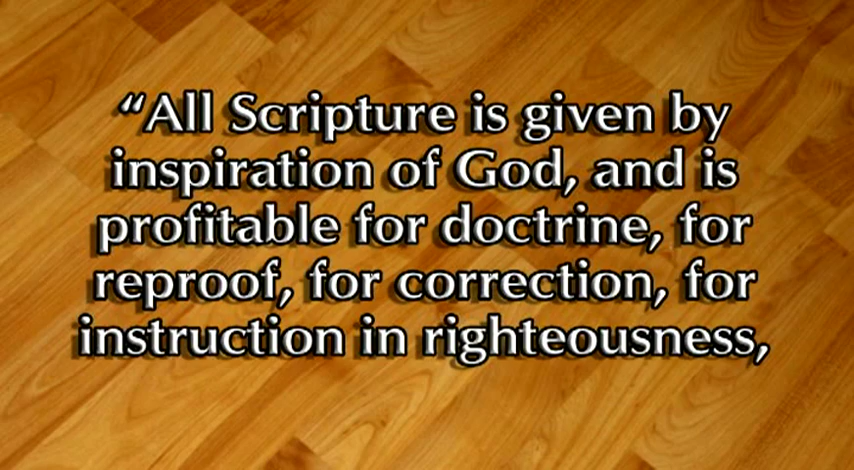 “All Scripture is given by
inspiration of God, and is
profitable for doctrine, for
reproof, for correction, for
instruction in righteousness,